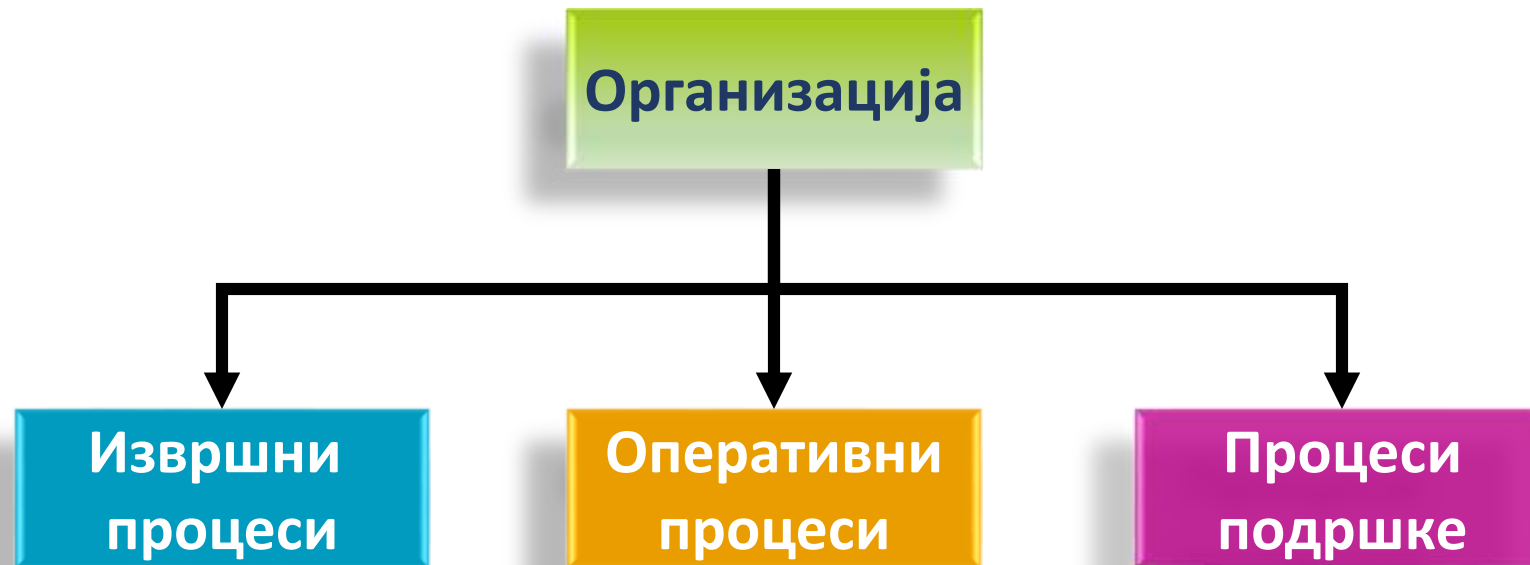 Организација
Извршни
процеси
Оперативни
процеси
Процеси
подршке